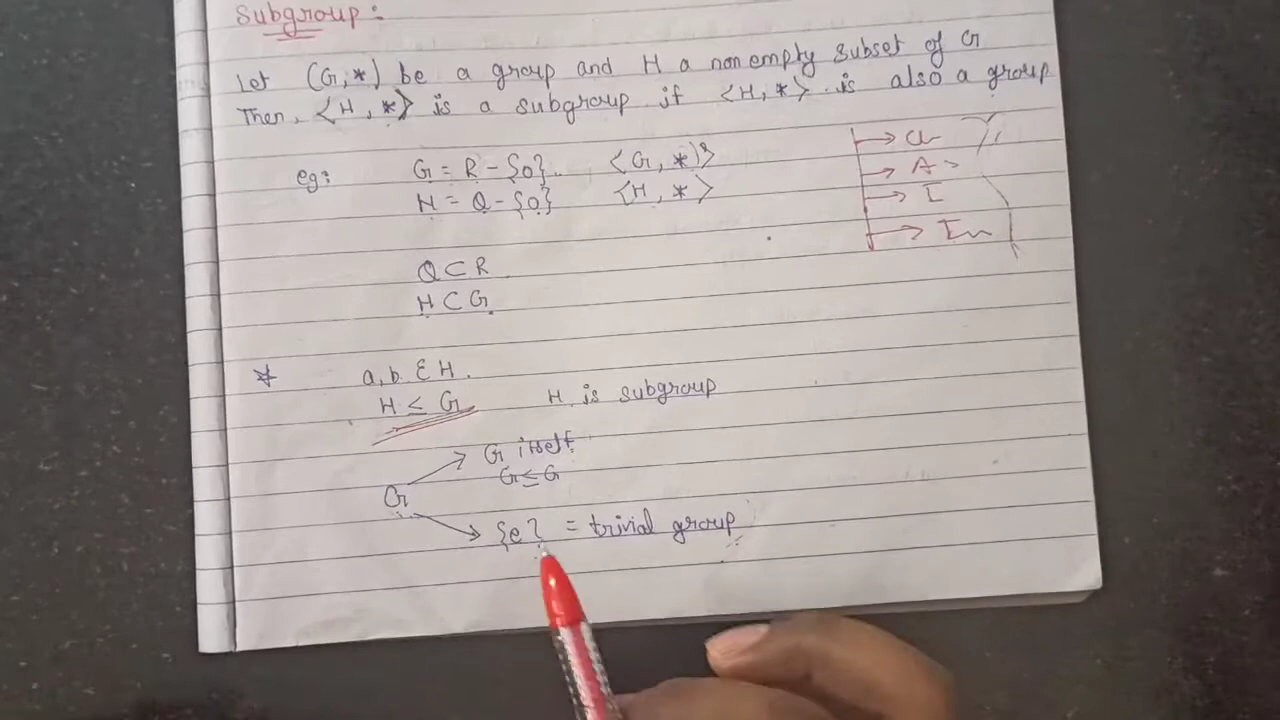 Subgroup :
Let (G, *) be a group and H a non empty subset of G
Then, <H, *> is a subgroup if <H, *> is also a group
eg: G = R - {0} <G, *>
H = Q - {0} <H, *>
→ Cl
→ A
→ I
→ In
Q ⊂ R
H ⊂ G
a, b ∈ H.
H ≤ G H is subgroup
G itself
G ≤ G
G
{e} = trivial group